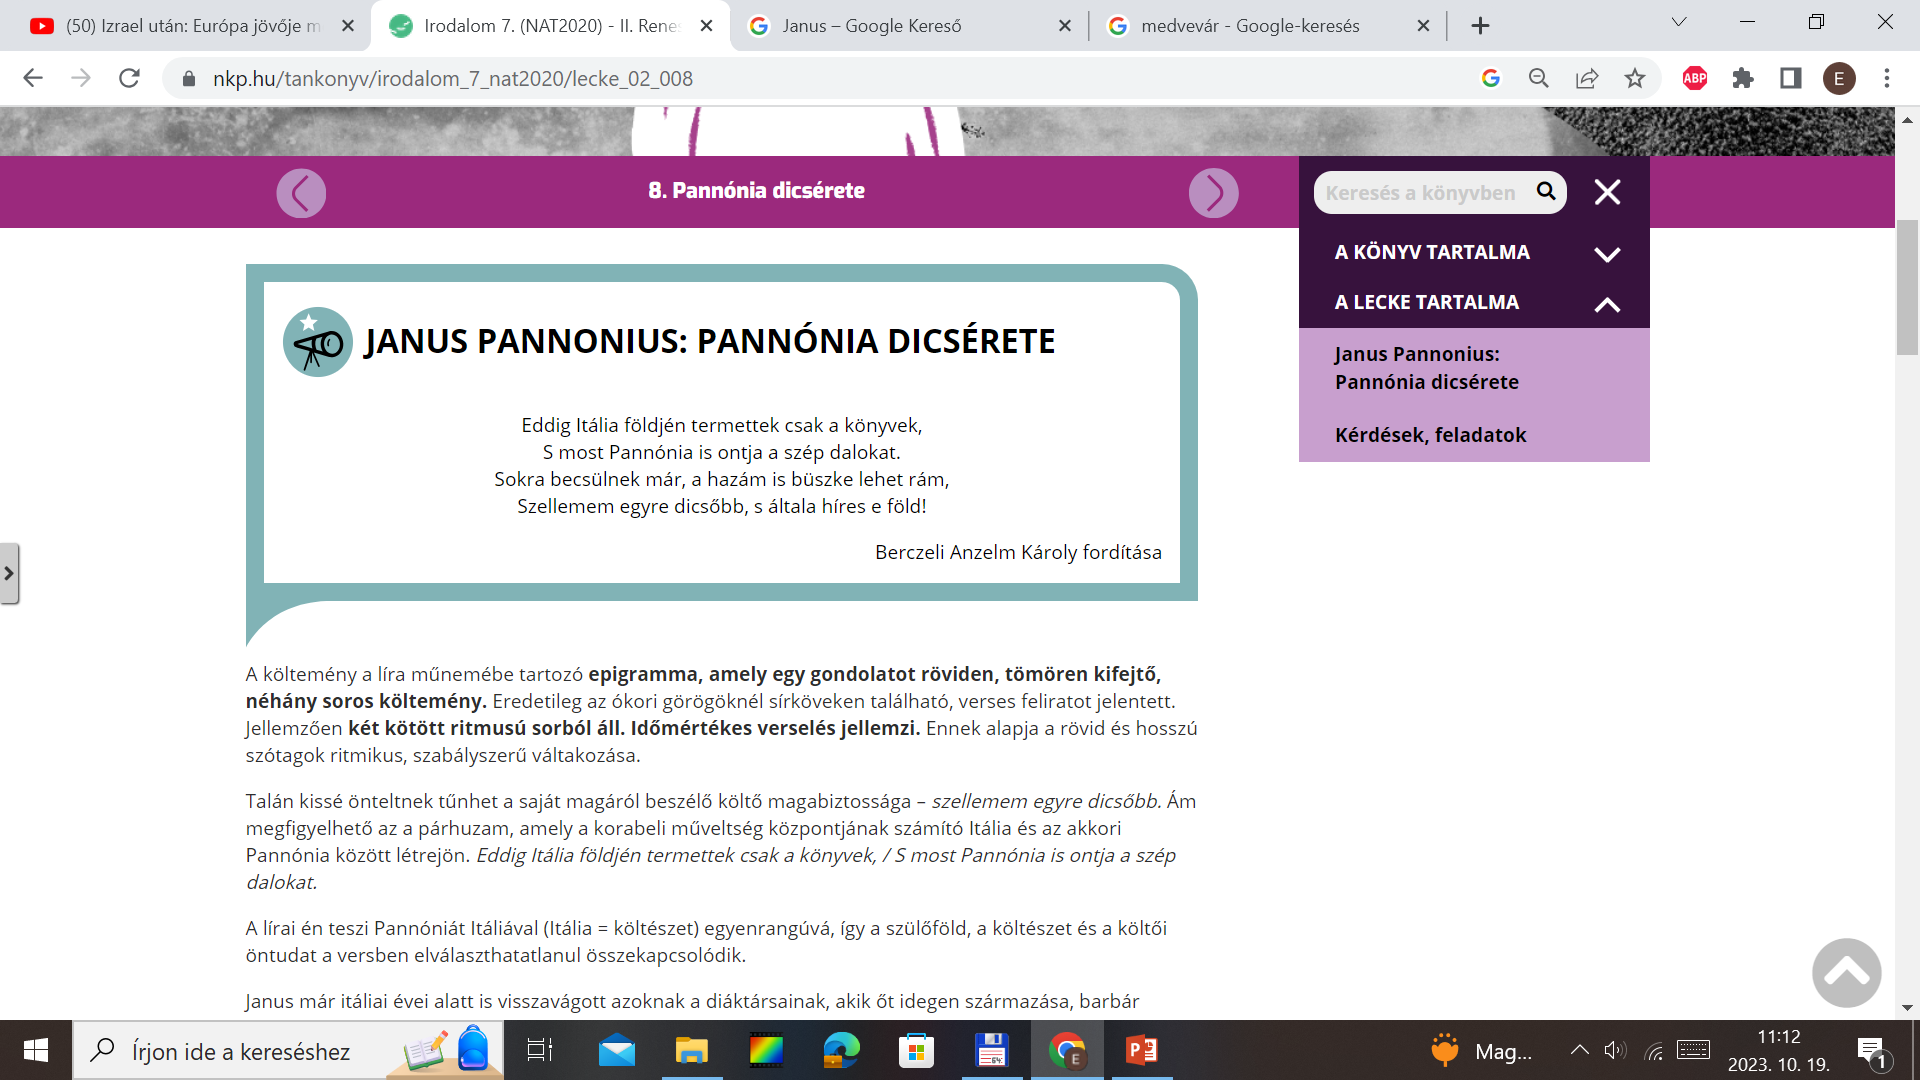 (50) Izrael után: Európa jövője m
Irodalom 7. (NAT2020) - II. Rene
Janus – Google Kereső
medvevár - Google-keresés
nkp.hu/tankonyv/irodalom_7_nat2020/lecke_02_008
ABP
E
8. Pannónia dicsérete
Keresés a könyvben
A KÖNYV TARTALMA
A LECKE TARTALMA
Janus Pannonius:
Pannónia dicsérete
Kérdések, feladatok
JANUS PANNONIUS: PANNÓNIA DICSÉRETE
Eddig Itália földjén termettek csak a könyvek,
S most Pannónia is ontja a szép dalokat.
Sokra becsülnek már, a hazám is büszke lehet rám,
Szellemem egyre dicsőbb, s általa híres e föld!
Berczeli Anzelm Károly fordítása
A költemény a líra műnemébe tartozó epigramma, amely egy gondolatot röviden, tömören kifejtő,
néhány soros költemény. Eredetileg az ókori görögöknél sírköveken található, verses feliratot jelentett.
Jellemzően két kötött ritmusú sorból áll. Időmértékes verselés jellemzi. Ennek alapja a rövid és hosszú
szótagok ritmikus, szabályszerű váltakozása.
Talán kissé önteltnek tűnhet a saját magáról beszélő költő magabiztossága – szellemem egyre dicsőbb. Ám
megfigyelhető az a párhuzam, amely a korabeli műveltség központjának számító Itália és az akkori
Pannónia között létrejön. Eddig Itália földjén termettek csak a könyvek, / S most Pannónia is ontja a szép
dalokat.
A lírai én teszi Pannóniát Itáliával (Itália = költészet) egyenrangúvá, így a szülőföld, a költészet és a költői
öntudat a versben elválaszthatatlanul összekapcsolódik.
Janus már itáliai évei alatt is visszavágott azoknak a diáktársainak, akik őt idegen származása, barbár
Írjon ide a kereséshez
64
E
Mag...
11:12
2023. 10. 19.
1